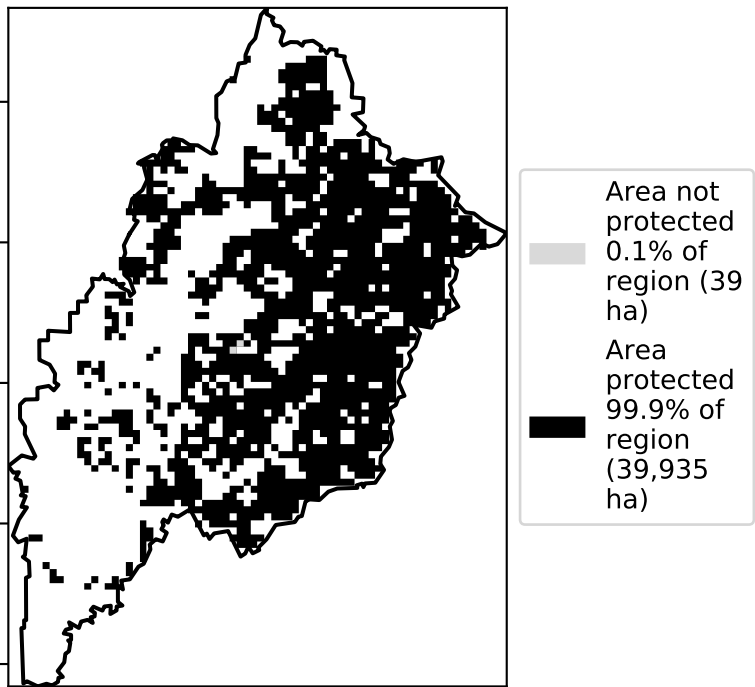 Area not
protected
0.1% of
region (39
ha)
Area
protected
99.9% of
region
(39,935
ha)